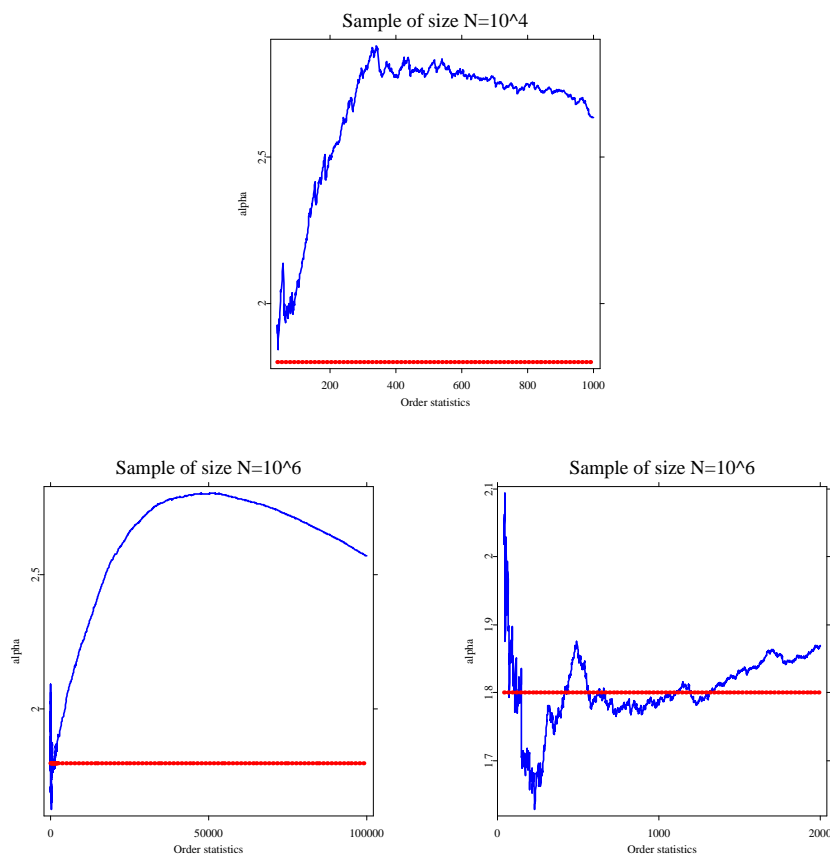 Sample of size N=10^4
alpha
2 2,5
200 400 600 800 1000
Order statistics
Sample of size N=10^6
alpha
2 2,5
0 50000 100000
Order statistics
Sample of size N=10^6
alpha
1,7 1,8 1,9 2 2,1
0 1000 2000
Order statistics